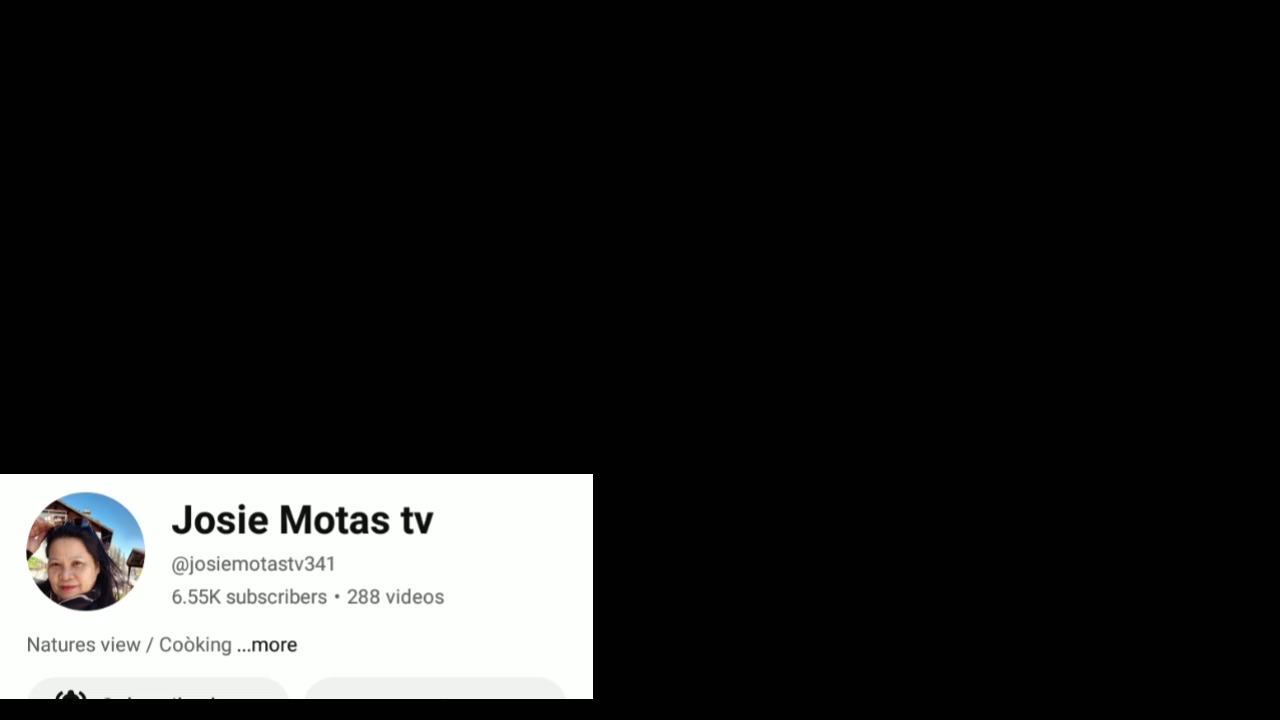 Josie Motas tv
@josiemotastv341
6.55K subscribers • 288 videos
Natures view / Coòking ...more